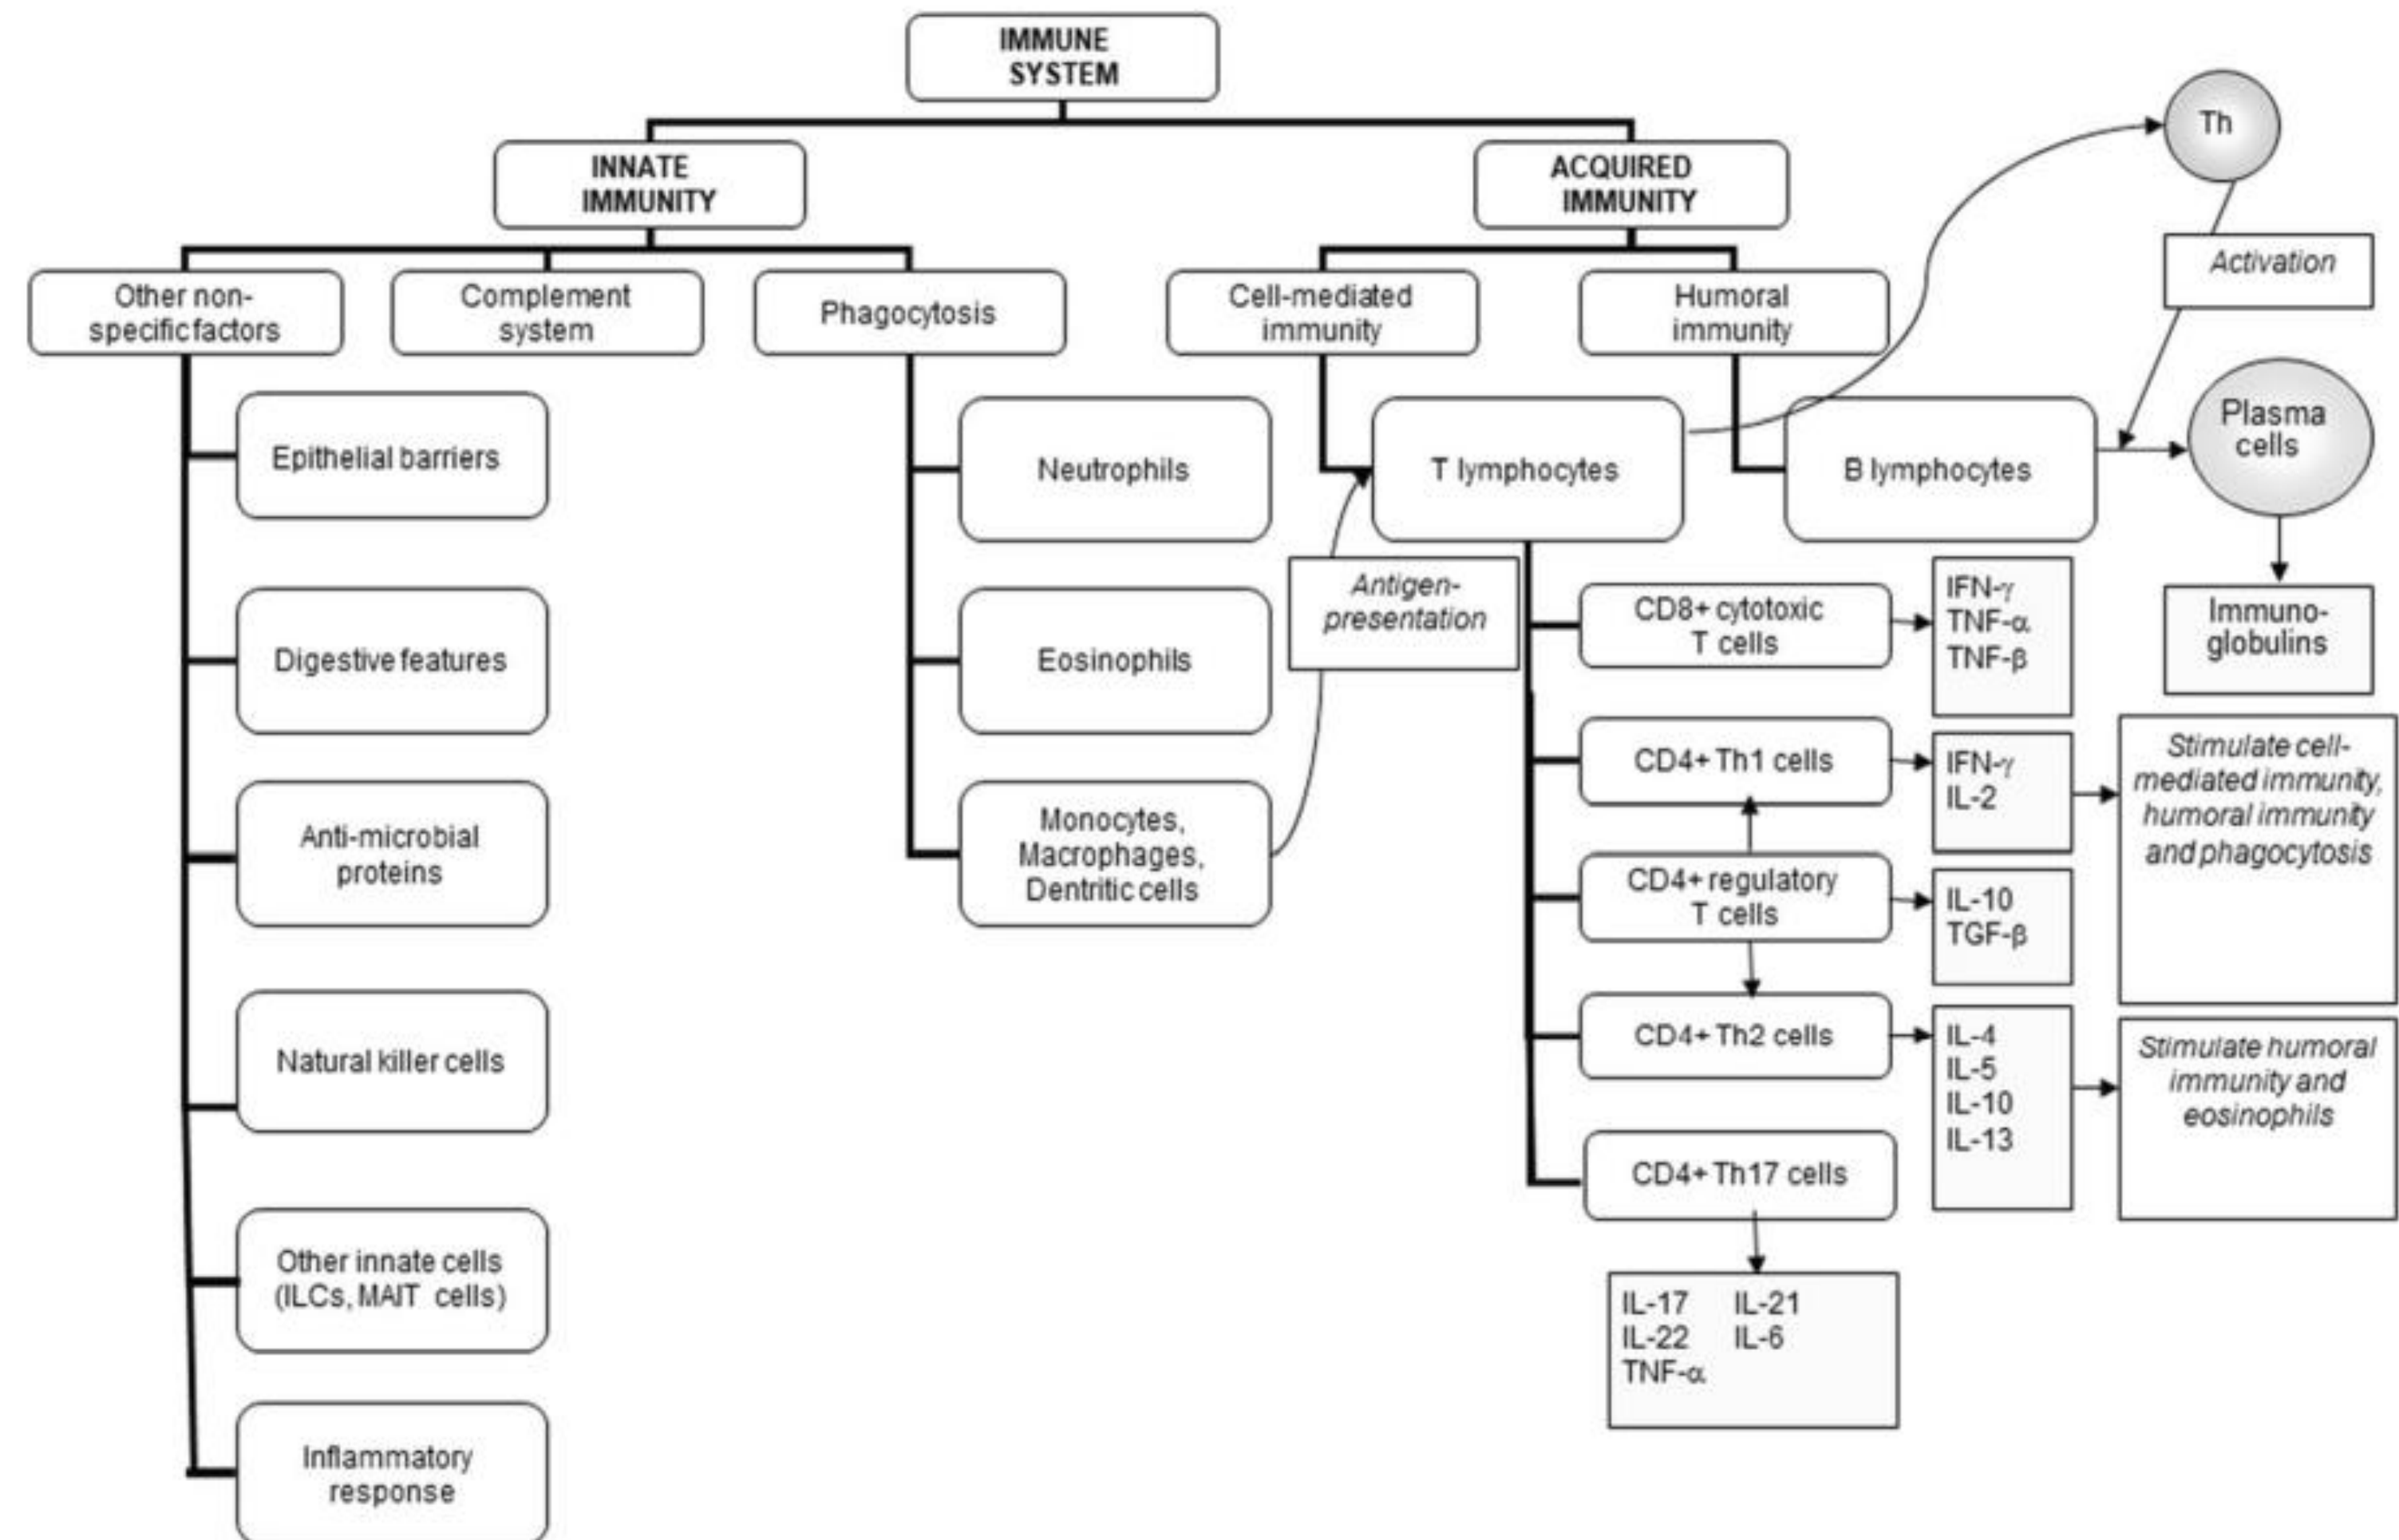 IMMUNE
SYSTEM
INNATE
IMMUNITY
ACQUIRED
IMMUNITY
Th
Activation
Other non-
specific factors
Complement
system
Phagocytosis
Cell-mediated
immunity
Humoral
immunity
Epithelial barriers
Neutrophils
T lymphocytes
B lymphocytes
Plasma
cells
Digestive features
Eosinophils
Antigen-
presentation
CD8+ cytotoxic
T cells
IFN-γ
TNF-α
TNF-β
Immuno-
globulins
Anti-microbial
proteins
Monocytes,
Macrophages,
Dentritic cells
CD4+ Th1 cells
IFN-γ
IL-2
Stimulate cell-
mediated immunity,
humoral immunity
and phagocytosis
CD4+ regulatory
T cells
IL-10
TGF-β
Natural killer cells
CD4+ Th2 cells
IL-4
IL-5
IL-10
IL-13
Stimulate humoral
immunity and
eosinophils
CD4+ Th17 cells
Other innate cells
(ILCs, MAIT cells)
IL-17 IL-21
IL-22 IL-6
TNF-α
Inflammatory
response